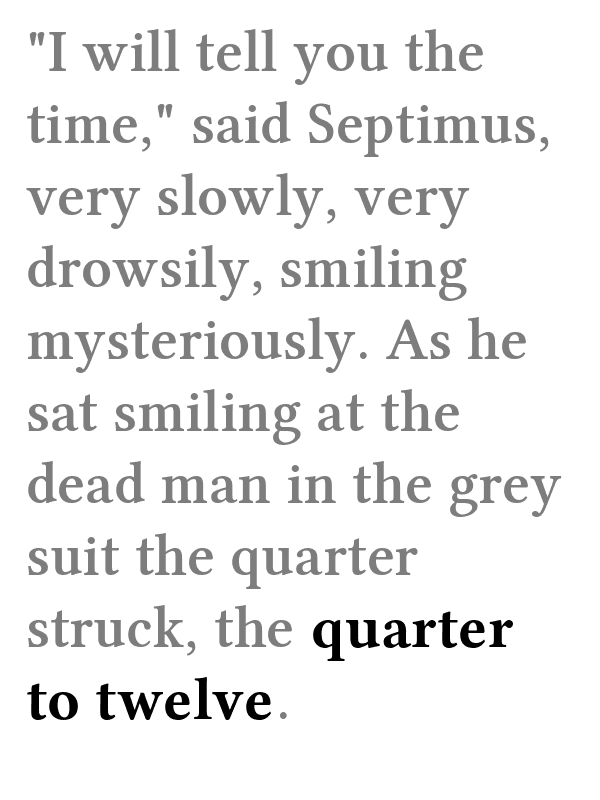 "I will tell you the
time," said Septimus,
very slowly, very
drowsily, smiling
mysteriously. As he
sat smiling at the
dead man in the grey
suit the quarter
struck, the quarter
to twelve.